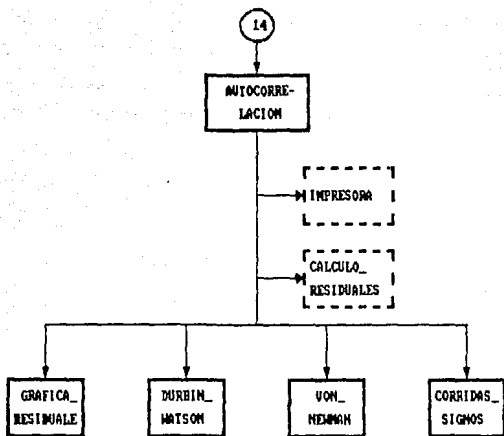 14
AUTOCORRE-
LACION
IMPRESORA
CALCULO_
RESIDUALES
GRAFICA_
RESIDUALE
DURBIN_
WATSON
VON_
NEWMAN
CORRIDAS_
SIGNOS